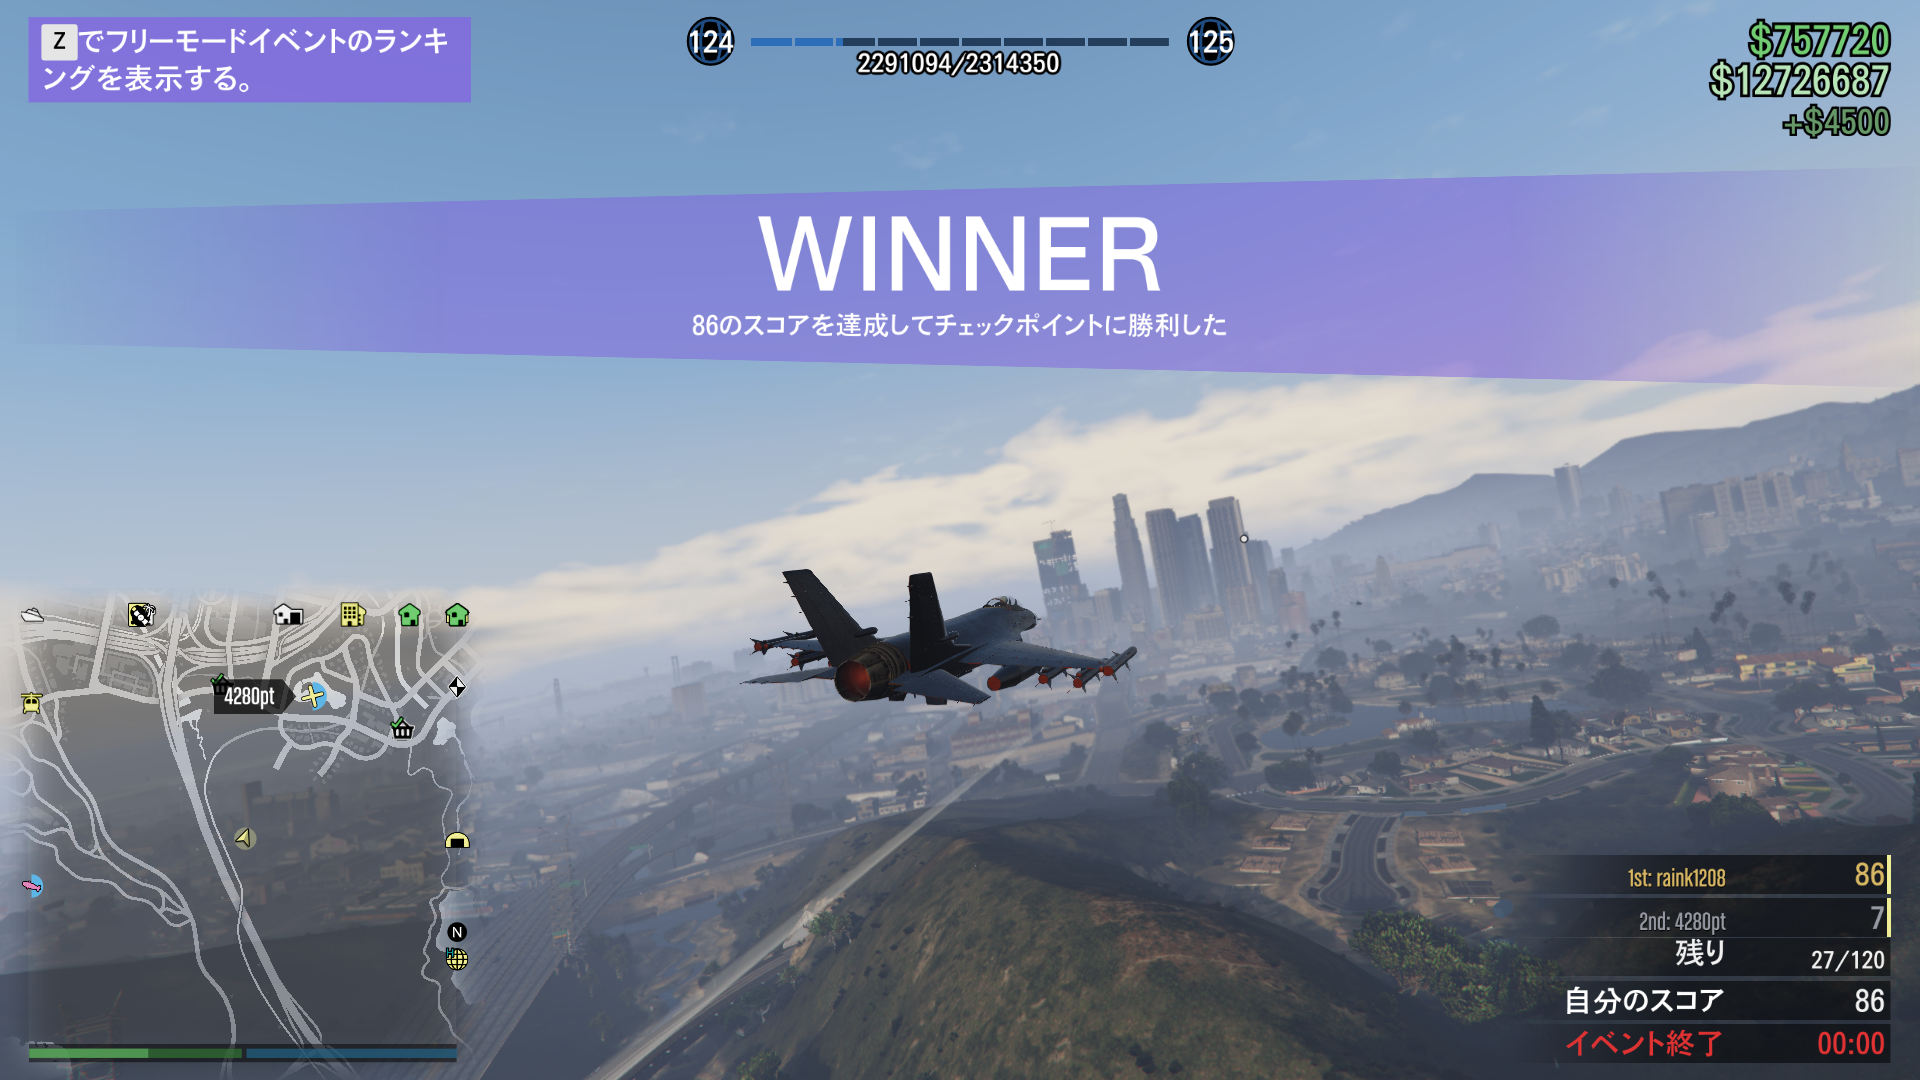 Zでフリーモードイベントのランキ
ングを表示する。
124
125
2291094/2314350
$757720
$12726687
+$4500
WINNER
86のスコアを達成してチェックポイントに勝利した
4280pt
N
1st: raink1208 86
2nd: 4280pt 7
残り 27/120
自分のスコア 86
イベント終了 00:00